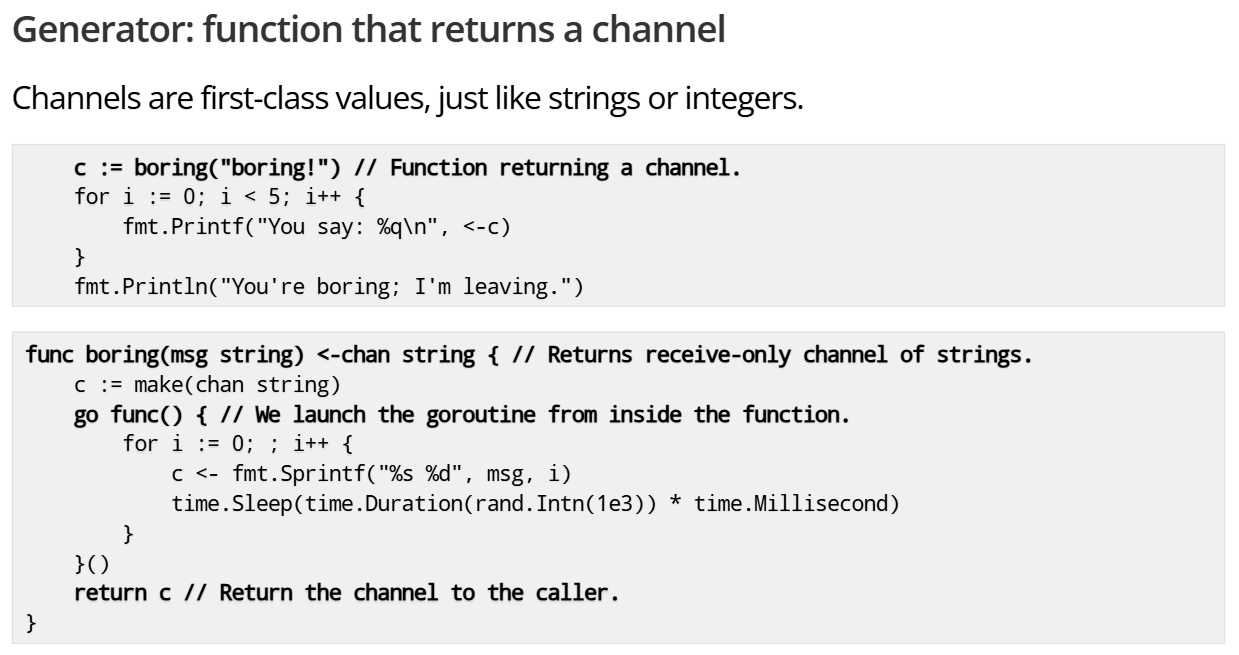 Generator: function that returns a channel
Channels are first-class values, just like strings or integers.
    c := boring("boring!") // Function returning a channel.
    for i := 0; i < 5; i++ {
        fmt.Printf("You say: %q\n", <-c)
    }
    fmt.Println("You're boring; I'm leaving.")
func boring(msg string) <-chan string { // Returns receive-only channel of strings.
    c := make(chan string)
    go func() { // We launch the goroutine from inside the function.
        for i := 0; ; i++ {
            c <- fmt.Sprintf("%s %d", msg, i)
            time.Sleep(time.Duration(rand.Intn(1e3)) * time.Millisecond)
        }
    }()
    return c // Return the channel to the caller.
}